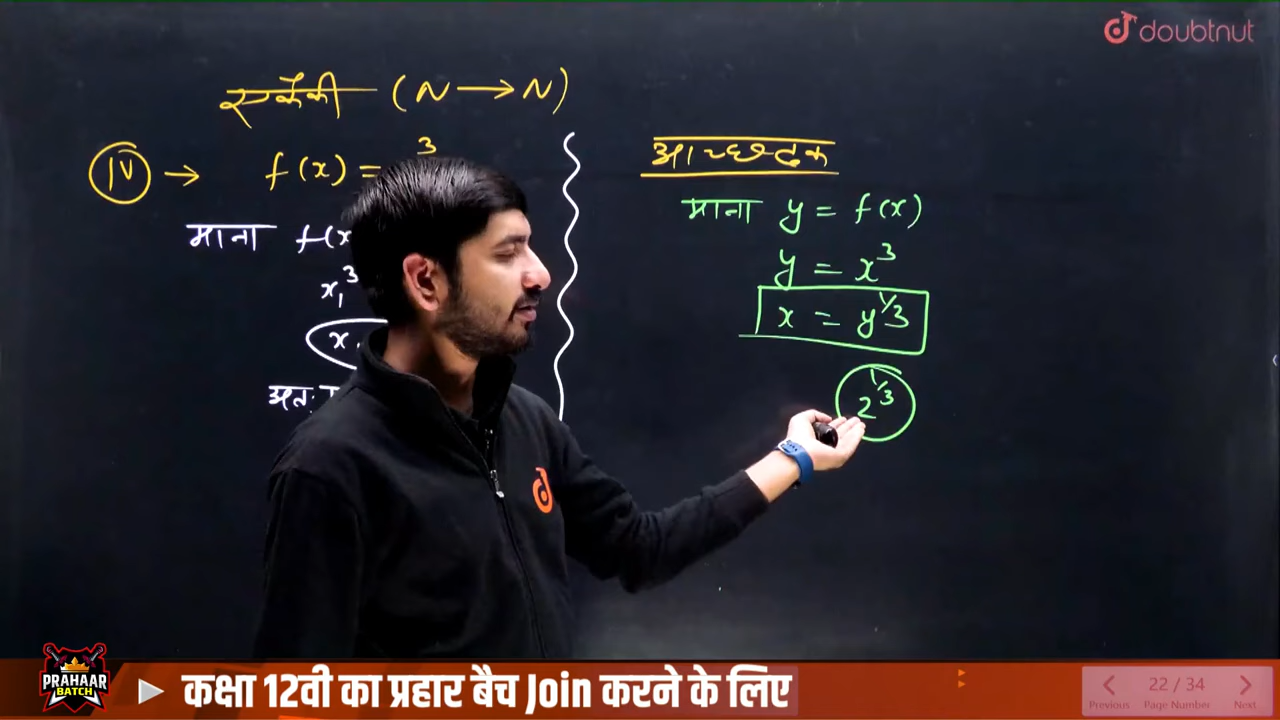 doubtnut
एकैकी (N → N)
IV → f(x) = 3
माना f(x
x₁³
x
अतः
आच्छादक
माना y = f(x)
y = x³
x = y^1/3
2^1/3
PRAHAAR
BATCH
कक्षा 12वी का प्रहार बैच Join करने के लिए
22 / 34
Previous Page Number Next